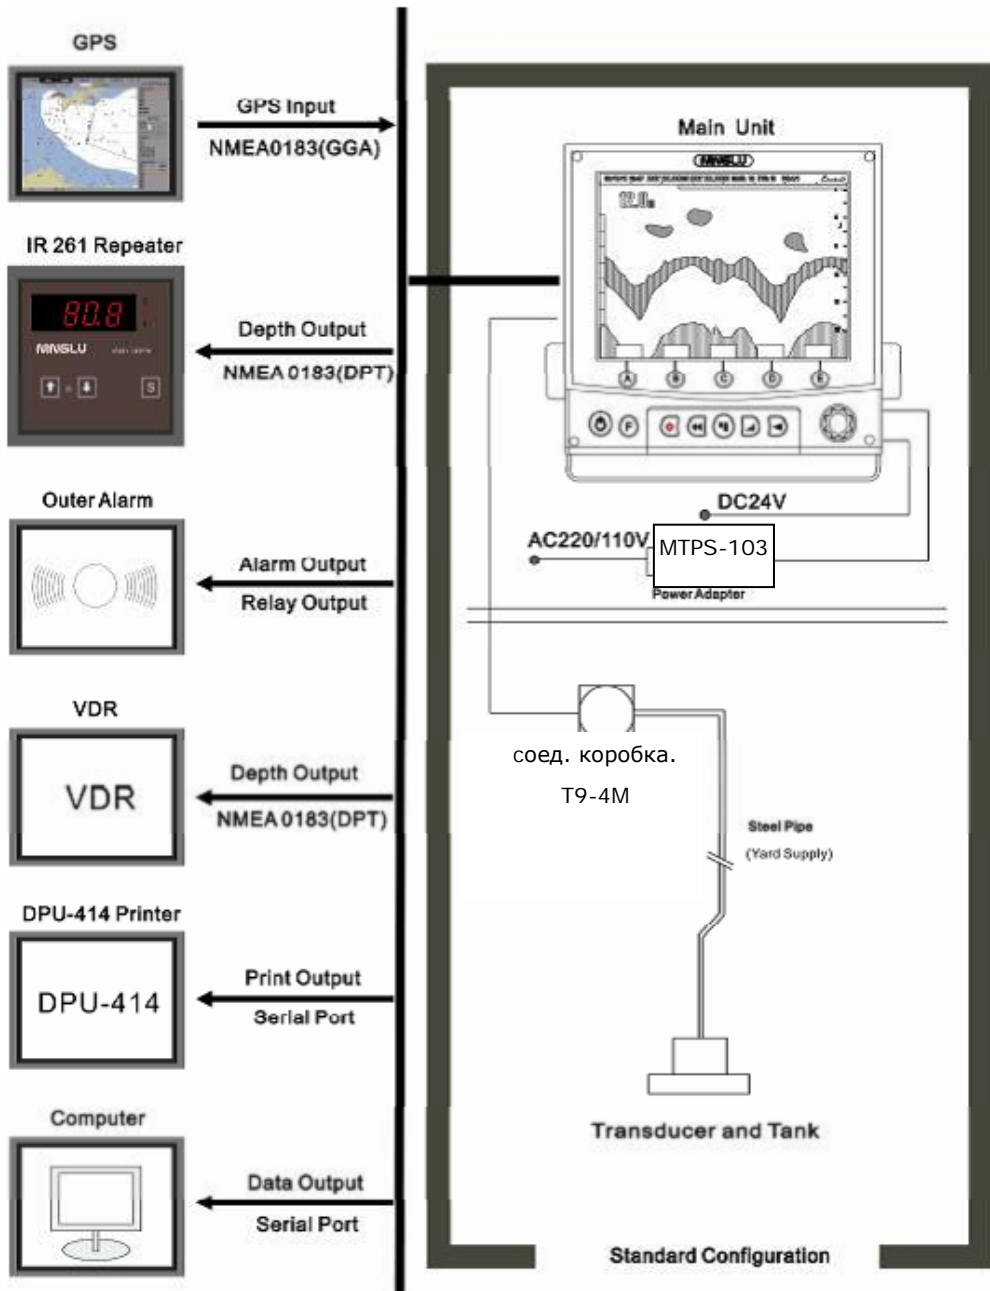 GPS
GPS Input
NMEA0183(GGA)
IR 261 Repeater
80.8
NINGLU
Depth Output
NMEA 0183(DPT)
S
Outer Alarm
Alarm Output
Relay Output
VDR
VDR
Depth Output
NMEA 0183(DPT)
DPU-414 Printer
DPU-414
Print Output
Serial Port
Computer
Data Output
Serial Port
Main Unit
NINGLU
12.0
A B C D E
F
DC24V
AC220/110V
MTPS-103
Power Adapter
соед. коробка.
T9-4M
Steel Pipe
(Yard Supply)
Transducer and Tank
Standard Configuration